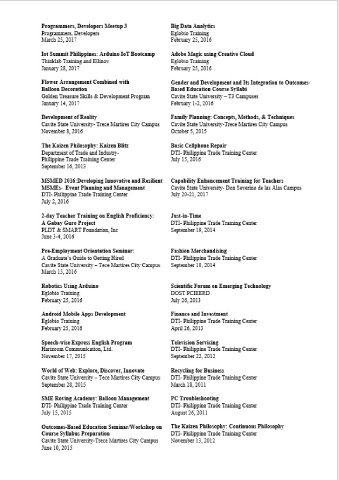 Programmers, Developers Meetup 3
Programmers, Developers
March 25, 2017
Iot Summit Philippines: Arduino IoT Bootcamp
Thinklab Training and Ellinov
January 28, 2017
Flower Arrangement Combined with
Balloon Decoration
Golden Treasure Skills & Development Program
January 14, 2017
Development of Reality
Cavite State University- Trece Martires City Campus
November 8, 2016
The Kaizen Philosophy: Kaizen Blitz
Department of Trade and Industry-
Philippine Trade Training Center
September 16, 2013
MSMED 2016:Developing Innovative and Resilient
MSMEs- Event Planning and Management
DTI- Philippine Trade Training Center
July 2, 2016
2-day Teacher Training on English Proficiency:
A Gabay Guro Project
PLDT & SMART Foundation, Inc
June 3-4, 2016
Pre-Employment Orientation Seminar:
A Graduate's Guide to Getting Hired
Cavite State University – Trece Martires City Campus
March 15, 2016
Robotics Using Arduino
Eglobio Training
February 25, 2016
Android Mobile Apps Development
Eglobio Training
February 25, 2016
Speech-wise Express English Program
Harizoom Communication, Ltd.
November 17, 2015
World of Web: Explore, Discover, Innovate
Cavite State University – Trece Martires City Campus
September 28, 2015
SME Roving Academy: Balloon Management
DTI- Philippine Trade Training Center
July 15, 2015
Outcomes-Based Education Seminar/Workshop on
Course Syllabus Preparation
Cavite State University-Trece Martires City Campus
June 10, 2015
Big Data Analytics
Eglobio Training
February 25, 2016
Adobe Magic using Creative Cloud
Eglobio Training
February 25, 2016
Gender and Development and Its Integration to Outcomes-
Based Education Course Syllabi
Cavite State University – T3 Campuses
February 1-2, 2016
Family Planning: Concepts, Methods, & Techniques
Cavite State University-Trece Martires City Campus
October 5, 2015
Basic Cellphone Repair
DTI- Philippine Trade Training Center
July 15, 2016
Capability Enhancement Training for Teachers
Cavite State University- Don Severino de las Alas Campus
July 20-21, 2017
Just-in-Time
DTI- Philippine Trade Training Center
September 19, 2014
Fashion Merchandising
DTI- Philippine Trade Training Center
September 18, 2014
Scientific Forum on Emerging Technology
DOST PCIEERD
July 26, 2013
Finance and Investment
DTI- Philippine Trade Training Center
April 26, 2013
Television Servicing
DTI- Philippine Trade Training Center
September 22, 2012
Recycling for Business
DTI- Philippine Trade Training Center
March 18, 2011
PC Troubleshooting
DTI- Philippine Trade Training Center
August 26, 2011
The Kaizen Philosophy: Continuous Philosophy
DTI- Philippine Trade Training Center
November 13, 2012